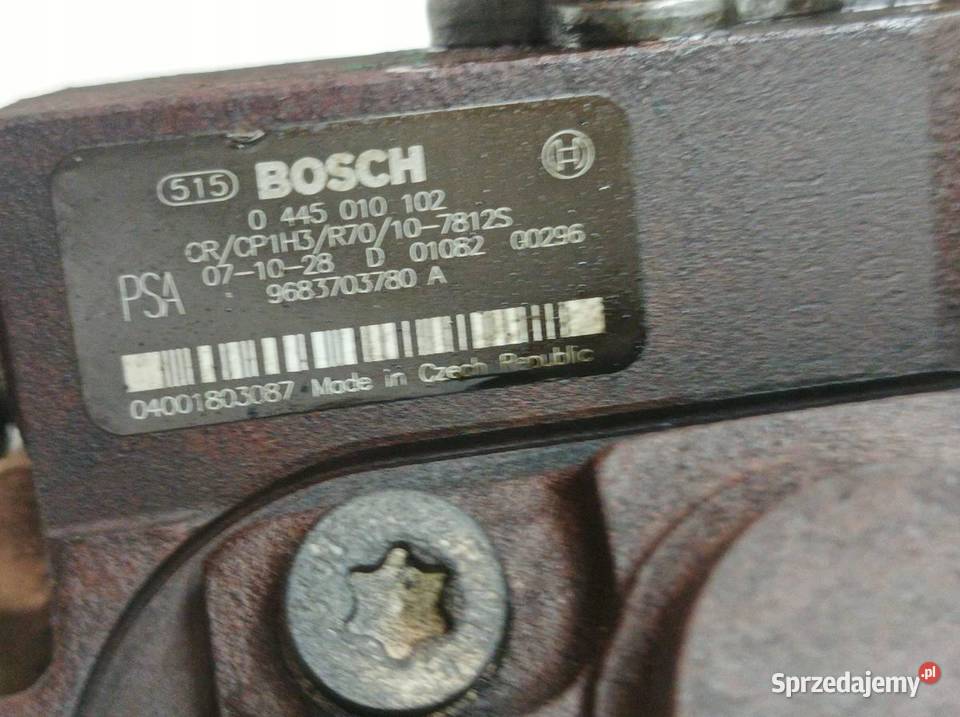 515 BOSCH H
0 445 010 102
CR/CP1H3/R70/10-7812S
07-10-28 D 01082 G0296
PSA 9683703780 A
04001803087 Made in Czech Republic
Sprzedajemy.pl